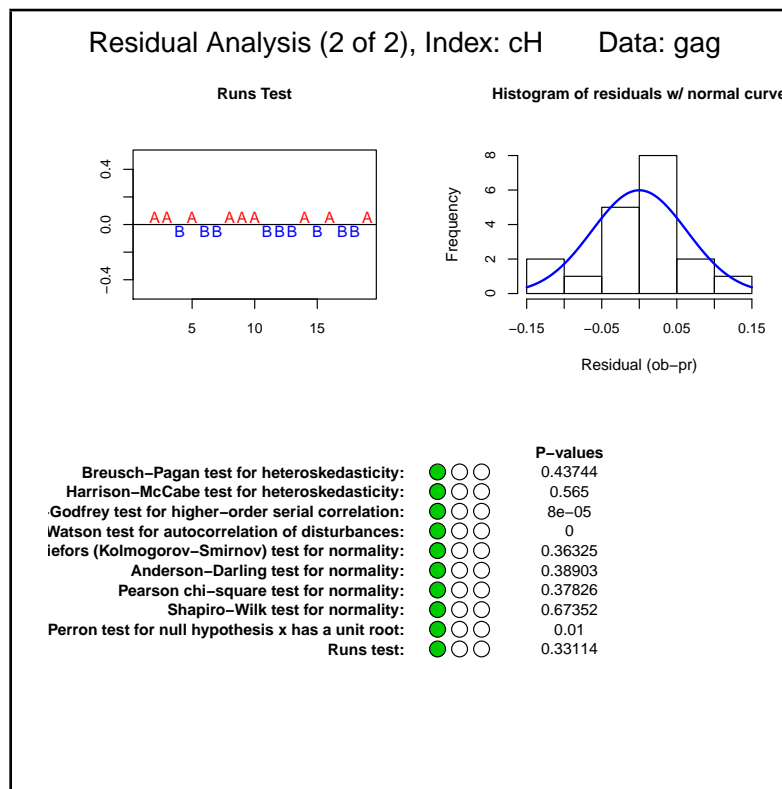 Residual Analysis (2 of 2), Index: cH Data: gag
Runs Test
0.4
0.0
−0.4
A A B A B B A A A B B B A B A B B A
5 10 15
Histogram of residuals w/ normal curve
Frequency
8
6
4
2
0
−0.15 −0.05 0.05 0.15
Residual (ob−pr)
P−values
Breusch−Pagan test for heteroskedasticity: 0.43744
Harrison−McCabe test for heteroskedasticity: 0.565
-Godfrey test for higher−order serial correlation: 8e−05
Watson test for autocorrelation of disturbances: 0
iefors (Kolmogorov−Smirnov) test for normality: 0.36325
Anderson−Darling test for normality: 0.38903
Pearson chi−square test for normality: 0.37826
Shapiro−Wilk test for normality: 0.67352
Perron test for null hypothesis x has a unit root: 0.01
Runs test: 0.33114